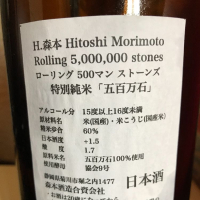 H.森本 Hitoshi Morimoto
Rolling 5,000,000 stones
ローリング 500マン ストーンズ
特別純米「五百万石」
アルコール分 15度以上16度未満
原材料名 米(国産)・米こうじ(国産米)
精米歩合 60%
日本酒度 +1.5
酸度 1.7
原料米名 五百万石100%使用
使用酵母 協会9号
静岡県菊川市堀之内1477
森本酒造合資会社
日本酒